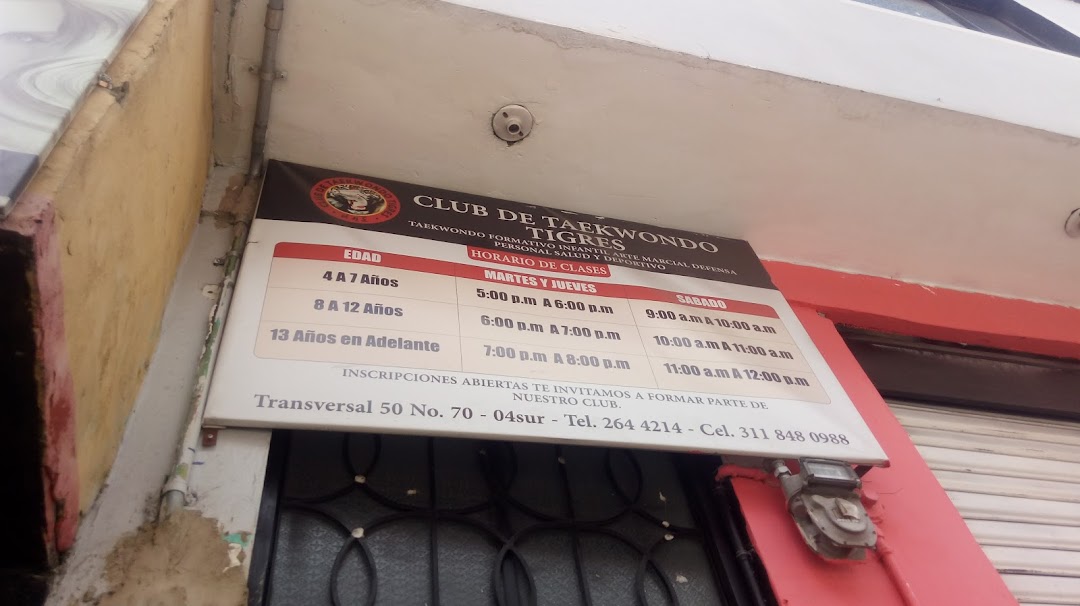 CLUB DE TAEKWONDO
TIGRES
TAEKWONDO FORMATIVO INFANTIL ARTE MARCIAL DEFENSA
PERSONAL SALUD Y DEPORTIVO
HORARIO DE CLASES
EDAD MARTES Y JUEVES SABADO
4 A 7 Años 5:00 p.m A 6:00 p.m 9:00 a.m A 10:00 a.m
8 A 12 Años 6:00 p.m A 7:00 p.m 10:00 a.m A 11:00 a.m
13 Años en Adelante 7:00 p.m A 8:00 p.m 11:00 a.m A 12:00 p.m
INSCRIPCIONES ABIERTAS TE INVITAMOS A FORMAR PARTE DE
NUESTRO CLUB.
Transversal 50 No. 70 - 04sur - Tel. 264 4214 - Cel. 311 848 0988